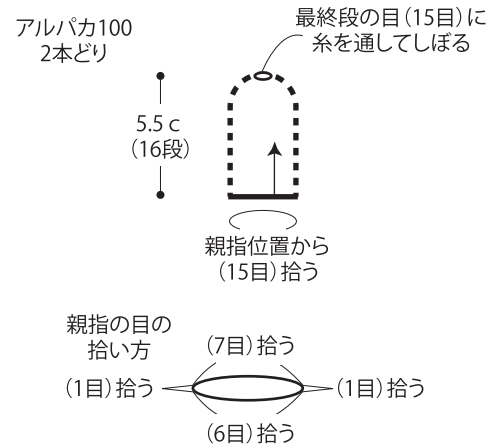 アルパカ100
2本どり
最終段の目（15目）に
糸を通してしぼる
5.5 c
（16段）
親指位置から
（15目）拾う
親指の目の
拾い方
（7目）拾う
（1目）拾う
（1目）拾う
（6目）拾う